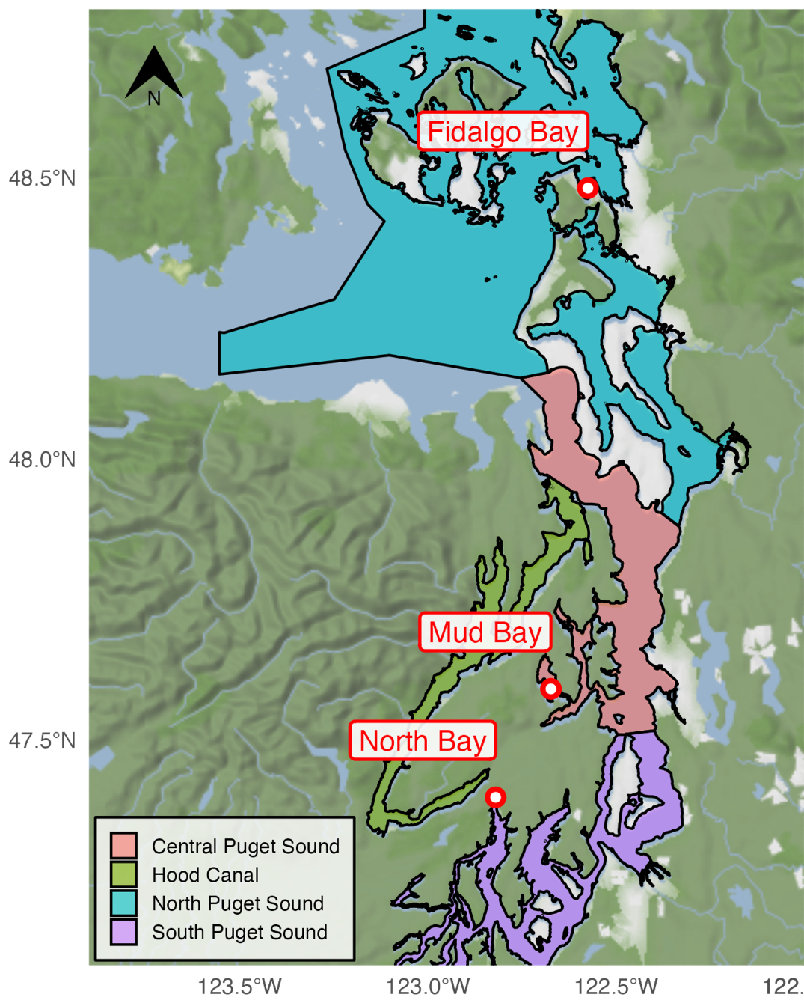 N
Fidalgo Bay
48.5°N
48.0°N
Mud Bay
47.5°N
North Bay
Central Puget Sound
Hood Canal
North Puget Sound
South Puget Sound
123.5°W
123.0°W
122.5°W
122.